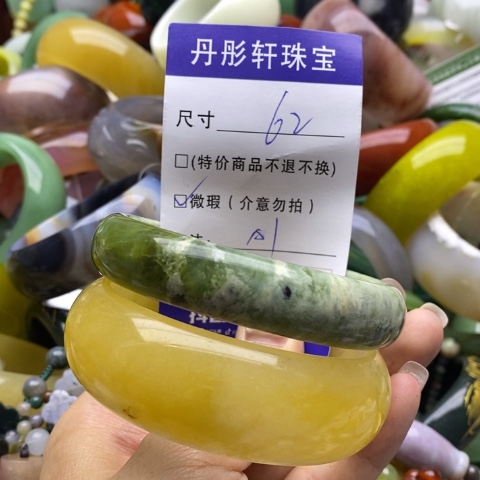 丹彤轩珠宝
尺寸 62
□(特价商品不退不换)
☑微瑕(介意勿拍)